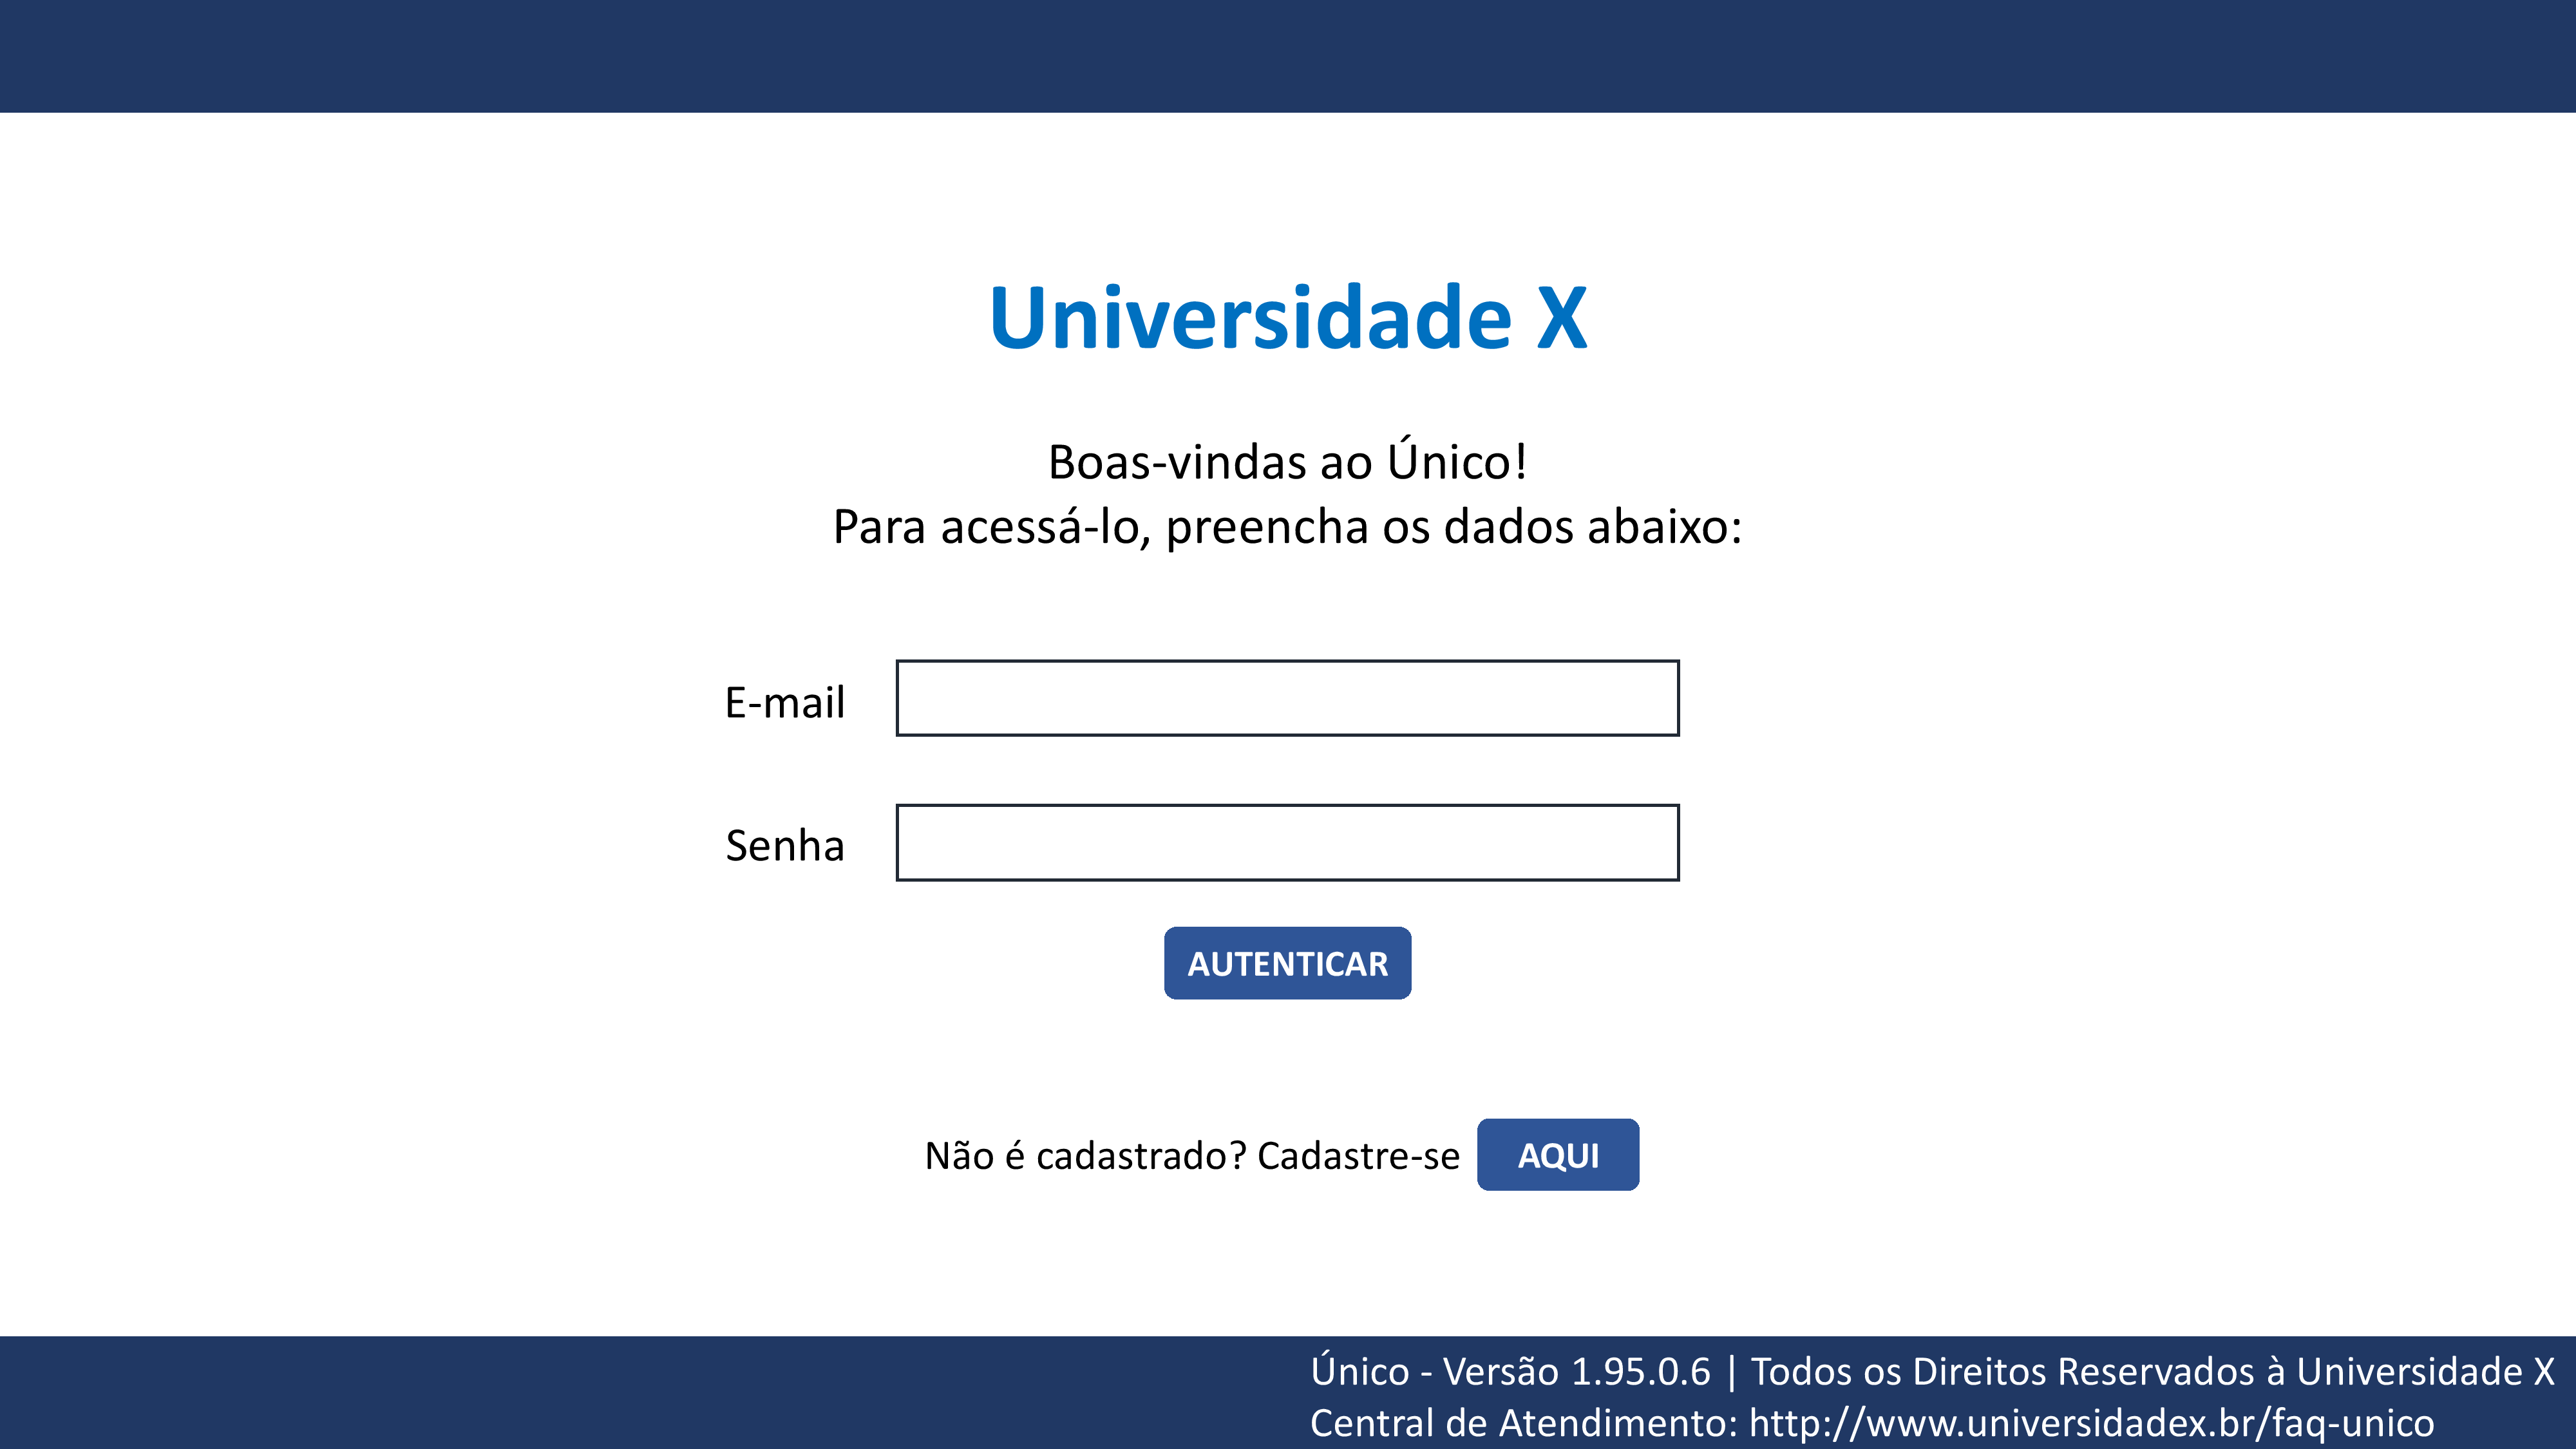 Universidade X
Boas-vindas ao Único!
Para acessá-lo, preencha os dados abaixo:
E-mail
Senha
AUTENTICAR
Não é cadastrado? Cadastre-se AQUI
Único - Versão 1.95.0.6 | Todos os Direitos Reservados à Universidade X
Central de Atendimento: http://www.universidadex.br/faq-unico